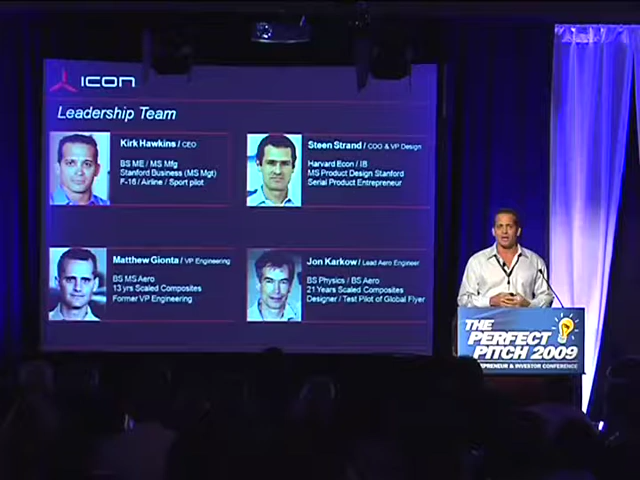 ICON
Leadership Team
Kirk Hawkins / CEO
BS ME / MS Mfg
Stanford Business (MS Mgt)
F-16 / Airline / Sport pilot
Steen Strand / COO & VP Design
Harvard Econ / IB
MS Product Design Stanford
Serial Product Entrepreneur
Matthew Gionta / VP Engineering
BS MS Aero
13 yrs Scaled Composites
Former VP Engineering
Jon Karkow / Lead Aero Engineer
BS Physics / BS Aero
21 Years Scaled Composites
Designer / Test Pilot of Global Flyer
THE
PERFECT
PITCH 2009
PRENEUR & INVESTOR CONFERENCE